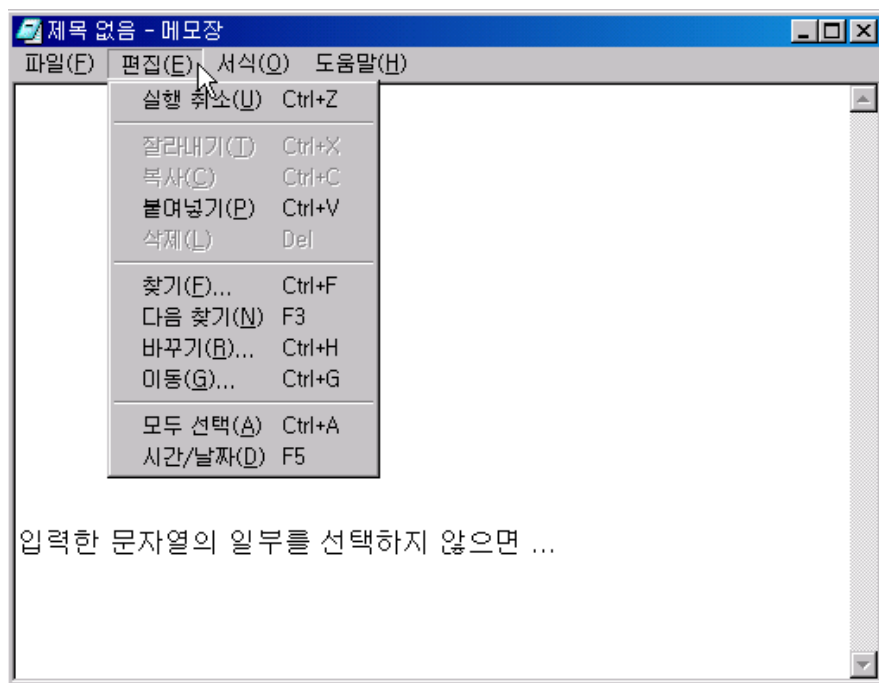 제목 없음 - 메모장
파일(F) 편집(E) 서식(O) 도움말(H)
실행 취소(U) Ctrl+Z
잘라내기(T) Ctrl+X
복사(C) Ctrl+C
붙여넣기(P) Ctrl+V
삭제(L) Del
찾기(F)... Ctrl+F
다음 찾기(N) F3
바꾸기(R)... Ctrl+H
이동(G)... Ctrl+G
모두 선택(A) Ctrl+A
시간/날짜(D) F5
입력한 문자열의 일부를 선택하지 않으면 ...